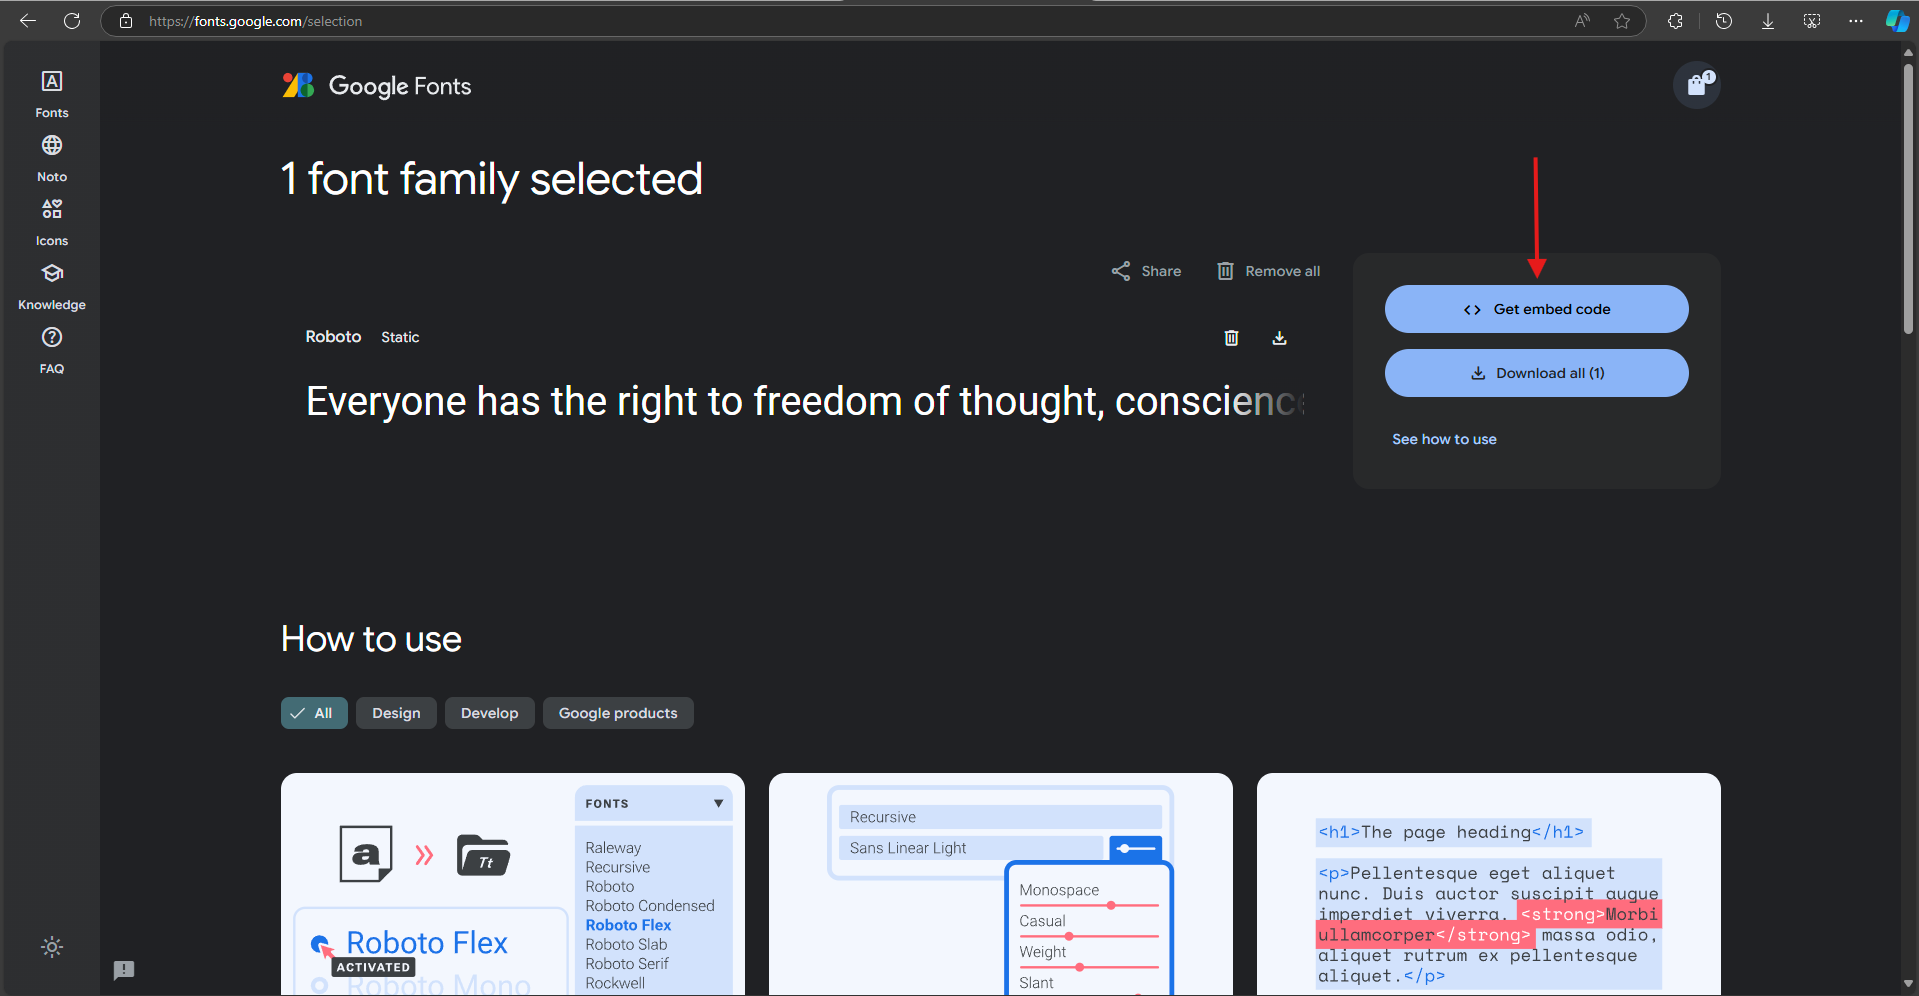 https://fonts.google.com/selection
Fonts
Noto
Icons
Knowledge
FAQ
Google Fonts
1
1 font family selected
Share
Remove all
Get embed code
Download all (1)
See how to use
Roboto Static
Everyone has the right to freedom of thought, conscience
How to use
All
Design
Develop
Google products
a
Tt
FONTS
Raleway
Recursive
Roboto
Roboto Condensed
Roboto Flex
Roboto Slab
Roboto Serif
Rockwell
Roboto Flex
ACTIVATED
Roboto Mono
Recursive
Sans Linear Light
Monospace
Casual
Weight
Slant
<h1>The page heading</h1>
<p>Pellentesque eget aliquet
nunc. Duis auctor suscipit augue
imperdiet viverra. <strong>Morbi
ullamcorper</strong> massa odio,
aliquet rutrum ex pellentesque
aliquet.</p>